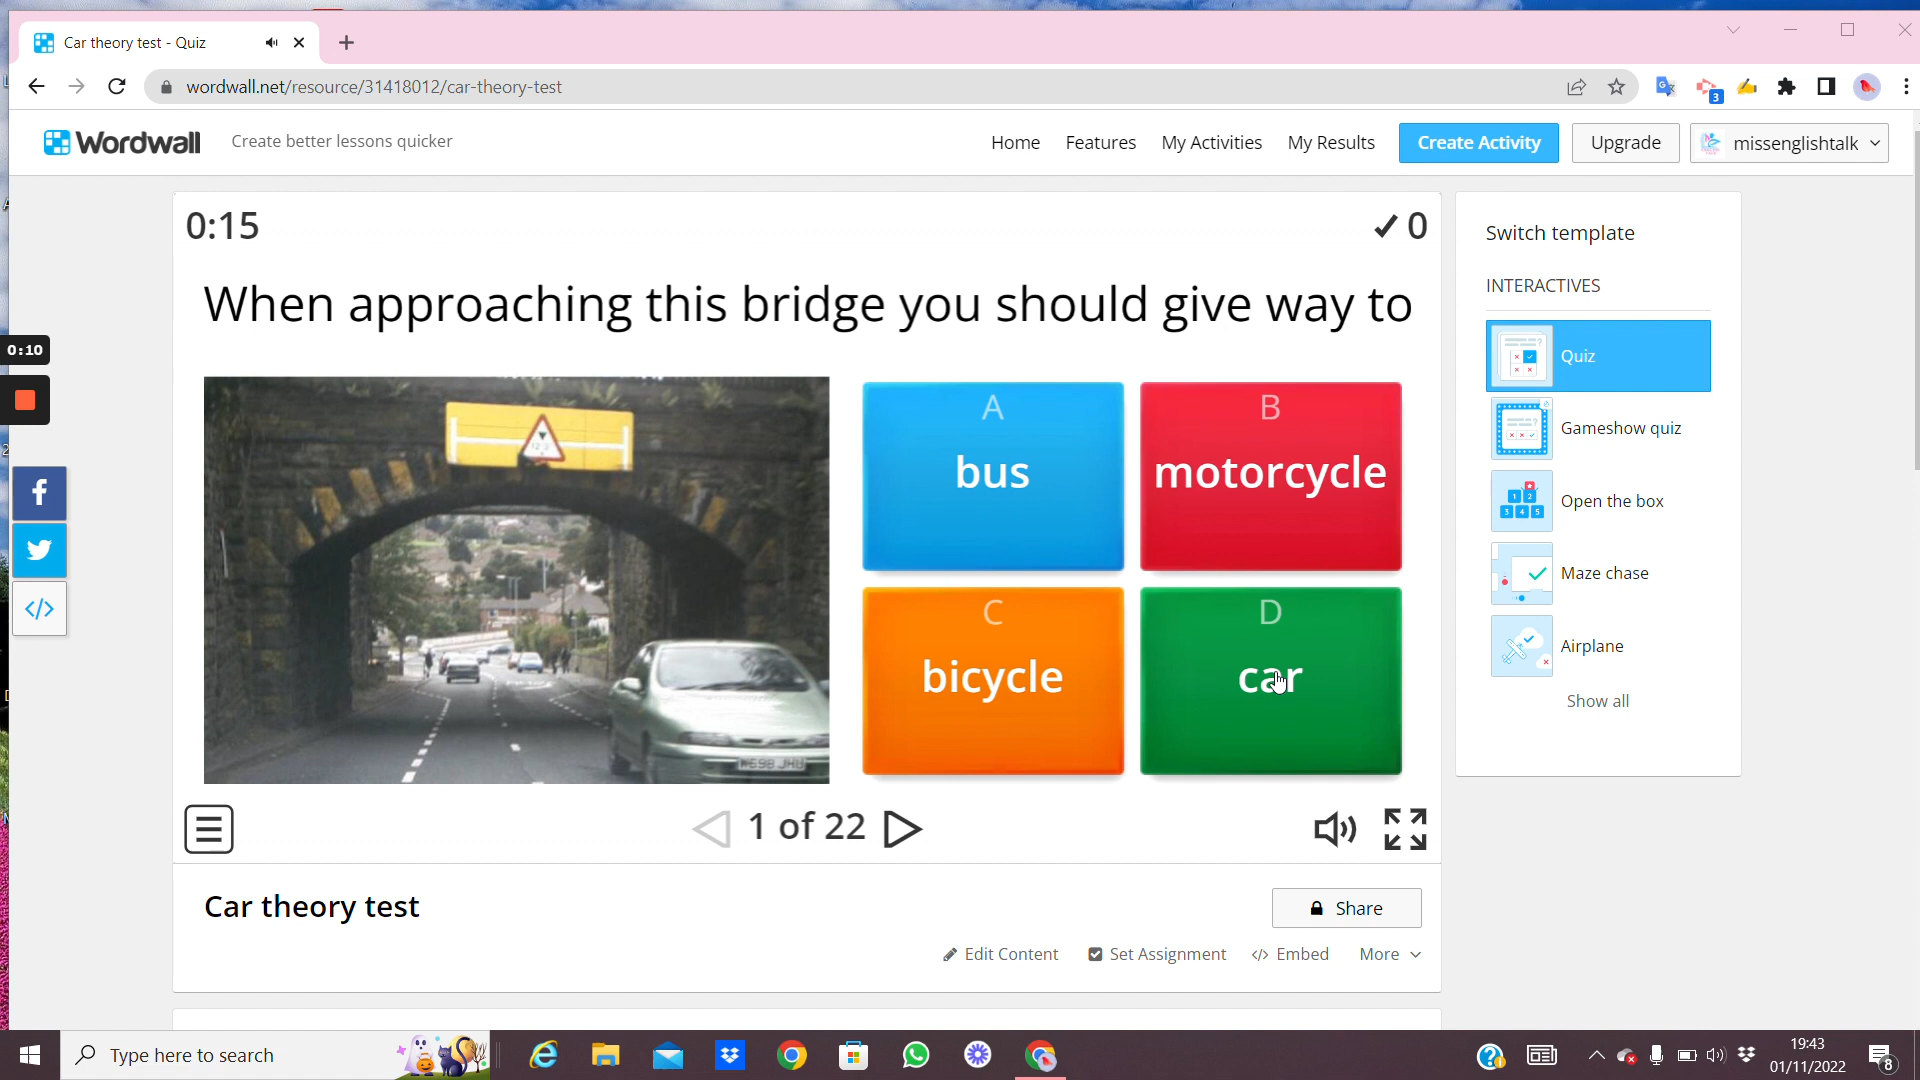 Car theory test - Quiz
wordwall.net/resource/31418012/car-theory-test
3
Wordwall
Create better lessons quicker
Home
Features
My Activities
My Results
Create Activity
Upgrade
missenglishtalk
0:15
0
When approaching this bridge you should give way to
A
bus
B
motorcycle
C
bicycle
D
car
1 of 22
Car theory test
Share
Edit Content
Set Assignment
Embed
More
Switch template
INTERACTIVES
Quiz
Gameshow quiz
Open the box
Maze chase
Airplane
Show all
0:10
Type here to search
19:43
01/11/2022
8